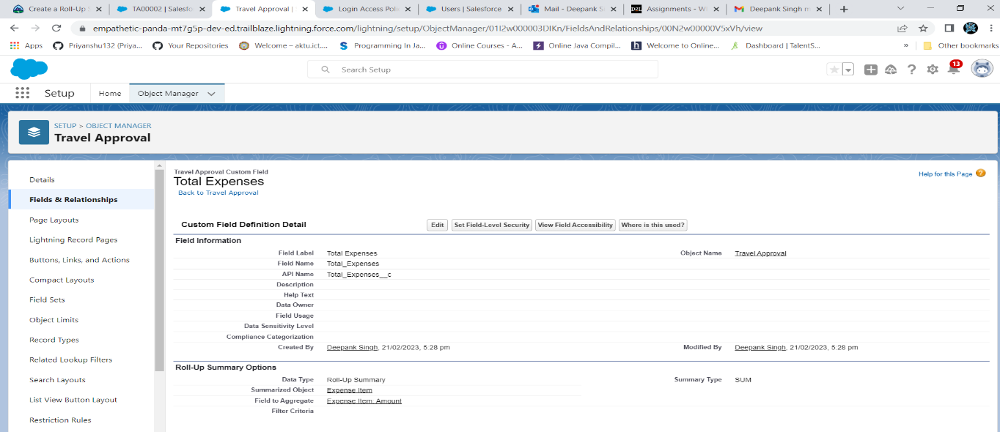 Create a Roll-Up S
TA00002 | Salesfo
Travel Approval | S
Login Access Poli
Users | Salesforce
Mail - Deepank S
Assignments - W
Deepank Singh m
empathetic-panda-mt7g5p-dev-ed.trailblaze.lightning.force.com/lightning/setup/ObjectManager/01I2w000003DIKn/FieldsAndRelationships/00N2w00000V5xVh/view
Apps
Priyanshu132 (Priya...
Your Repositories
Welcome – aktu.ict....
Programming In Ja...
Online Courses - A...
Online Java Compil...
Welcome to Online...
Dashboard | TalentS...
»
Other bookmarks
Search Setup
13
Setup
Home
Object Manager
SETUP > OBJECT MANAGER
Travel Approval
Details
Fields & Relationships
Page Layouts
Lightning Record Pages
Buttons, Links, and Actions
Compact Layouts
Field Sets
Object Limits
Record Types
Related Lookup Filters
Search Layouts
List View Button Layout
Restriction Rules
Travel Approval Custom Field
Total Expenses
Back to Travel Approval
Help for this Page
Custom Field Definition Detail
Edit
Set Field-Level Security
View Field Accessibility
Where is this used?
Field Information
Field Label Total Expenses
Object Name Travel Approval
Field Name Total_Expenses
API Name Total_Expenses__c
Description
Help Text
Data Owner
Field Usage
Data Sensitivity Level
Compliance Categorization
Created By Deepank Singh, 21/02/2023, 5:28 pm
Modified By Deepank Singh, 21/02/2023, 5:28 pm
Roll-Up Summary Options
Data Type Roll-Up Summary
Summary Type SUM
Summarized Object Expense Item
Field to Aggregate Expense Item: Amount
Filter Criteria